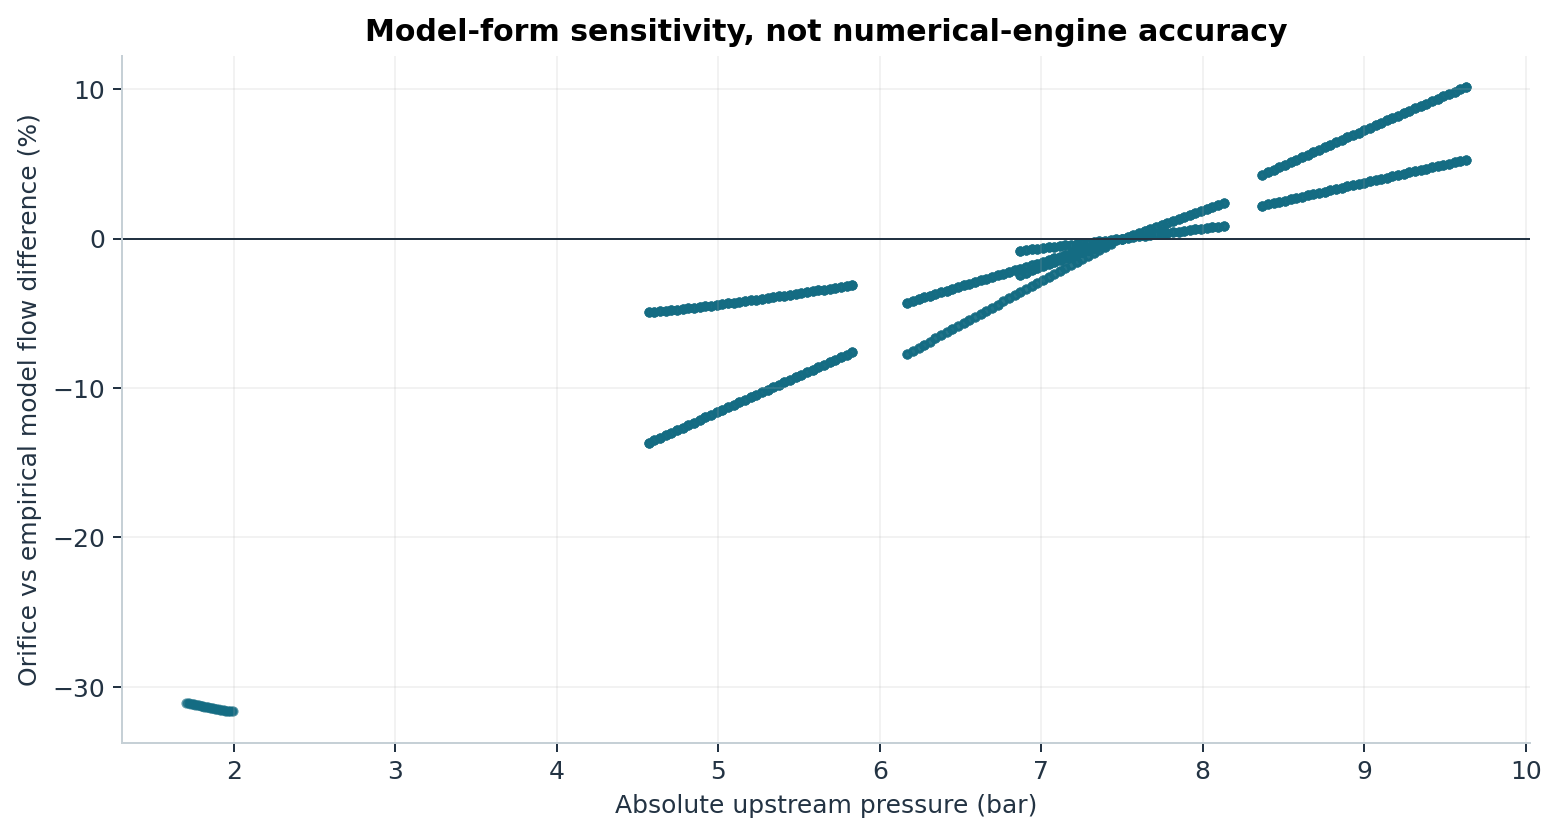 Model-form sensitivity, not numerical-engine accuracy
Orifice vs empirical model flow difference (%)
10
0
−10
−20
−30
2 3 4 5 6 7 8 9 10
Absolute upstream pressure (bar)